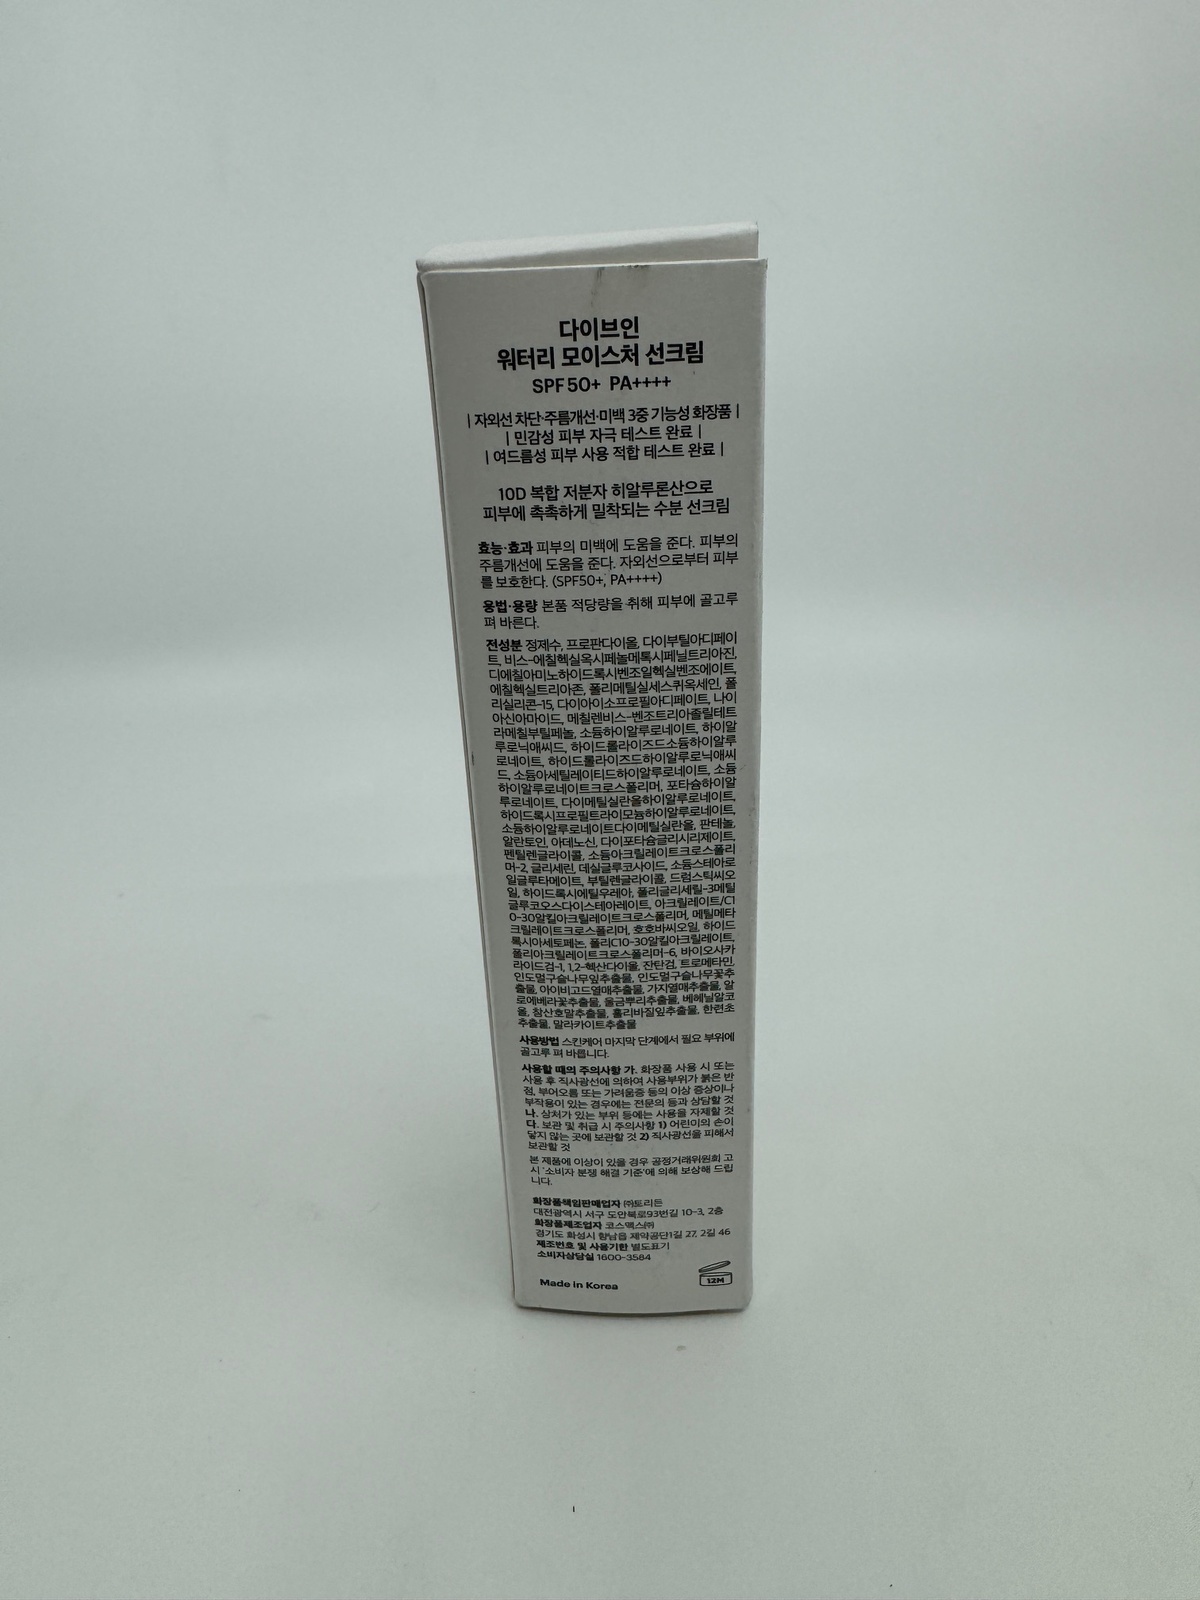 다이브인
워터리 모이스처 선크림
SPF50+ PA++++
| 자외선 차단·주름개선·미백 3중 기능성 화장품 |
| 민감성 피부 자극 테스트 완료 |
| 여드름성 피부 사용 적합 테스트 완료 |
10D 복합 저분자 히알루론산으로
피부에 촉촉하게 밀착되는 수분 선크림
효능·효과 피부의 미백에 도움을 준다. 피부의
주름개선에 도움을 준다. 자외선으로부터 피부
를 보호한다. (SPF50+, PA++++)
용법·용량 본품 적당량을 취해 피부에 골고루
펴 바른다.
전성분 정제수, 프로판다이올, 다이부틸아디페이
트, 비스-에칠헥실옥시페놀메톡시페닐트리아진,
디에칠아미노하이드록시벤조일헥실벤조에이트,
에칠헥실트리아존, 폴리메틸실세스퀴옥세인, 폴
리실리콘-15, 다이아이소프로필아디페이트, 나이
아신아마이드, 메칠렌비스-벤조트리아졸릴테트
라메칠부틸페놀, 소듐하이알루로네이트, 하이알
루로닉애씨드, 하이드롤라이즈드소듐하이알루
로네이트, 하이드롤라이즈드하이알루로닉애씨
드, 소듐아세틸레이티드하이알루로네이트, 소듐
하이알루로네이트크로스폴리머, 포타슘하이알
루로네이트, 다이메틸실란올하이알루로네이트,
하이드록시프로필트라이모늄하이알루로네이트,
소듐하이알루로네이트다이메틸실란올, 판테놀,
알란토인, 아데노신, 다이포타슘글리시리제이트,
펜틸렌글라이콜, 소듐아크릴레이트크로스폴리
머-2, 글리세린, 데실글루코사이드, 소듐스테아로
일글루타메이트, 부틸렌글라이콜, 드럼스틱씨오
일, 하이드록시에틸우레아, 폴리글리세릴-3메틸
글루코오스다이스테아레이트, 아크릴레이트/C1
0-30알킬아크릴레이트크로스폴리머, 메틸메타
크릴레이트크로스폴리머, 호호바씨오일, 하이드
록시아세토페논, 폴리C10-30알킬아크릴레이트,
폴리아크릴레이트크로스폴리머-6, 바이오사카
라이드검-1, 1,2-헥산다이올, 잔탄검, 트로메타민,
인도멀구슬나무잎추출물, 인도멀구슬나무꽃추
출물, 아이비고드열매추출물, 가지열매추출물, 알
로에베라꽃추출물, 울금뿌리추출물, 베헤닐알코
올, 참산호말추출물, 홀리바질잎추출물, 한련초
추출물, 말라카이트추출물
사용방법 스킨케어 마지막 단계에서 필요 부위에
골고루 펴 바릅니다.
사용할 때의 주의사항 가. 화장품 사용 시 또는
사용 후 직사광선에 의하여 사용부위가 붉은 반
점, 부어오름 또는 가려움증 등의 이상 증상이나
부작용이 있는 경우에는 전문의 등과 상담할 것
나. 상처가 있는 부위 등에는 사용을 자제할 것
다. 보관 및 취급 시 주의사항 1) 어린이의 손이
닿지 않는 곳에 보관할 것 2) 직사광선을 피해서
보관할 것
본 제품에 이상이 있을 경우 공정거래위원회 고
시 '소비자 분쟁 해결 기준'에 의해 보상해 드립
니다.
화장품책임판매업자 ㈜토리든
대전광역시 서구 도안북로93번길 10-3, 2층
화장품제조업자 코스맥스㈜
경기도 화성시 향남읍 제약공단1길 27, 2길 46
제조번호 및 사용기한 별도표기
소비자상담실 1600-3584
Made in Korea
12M